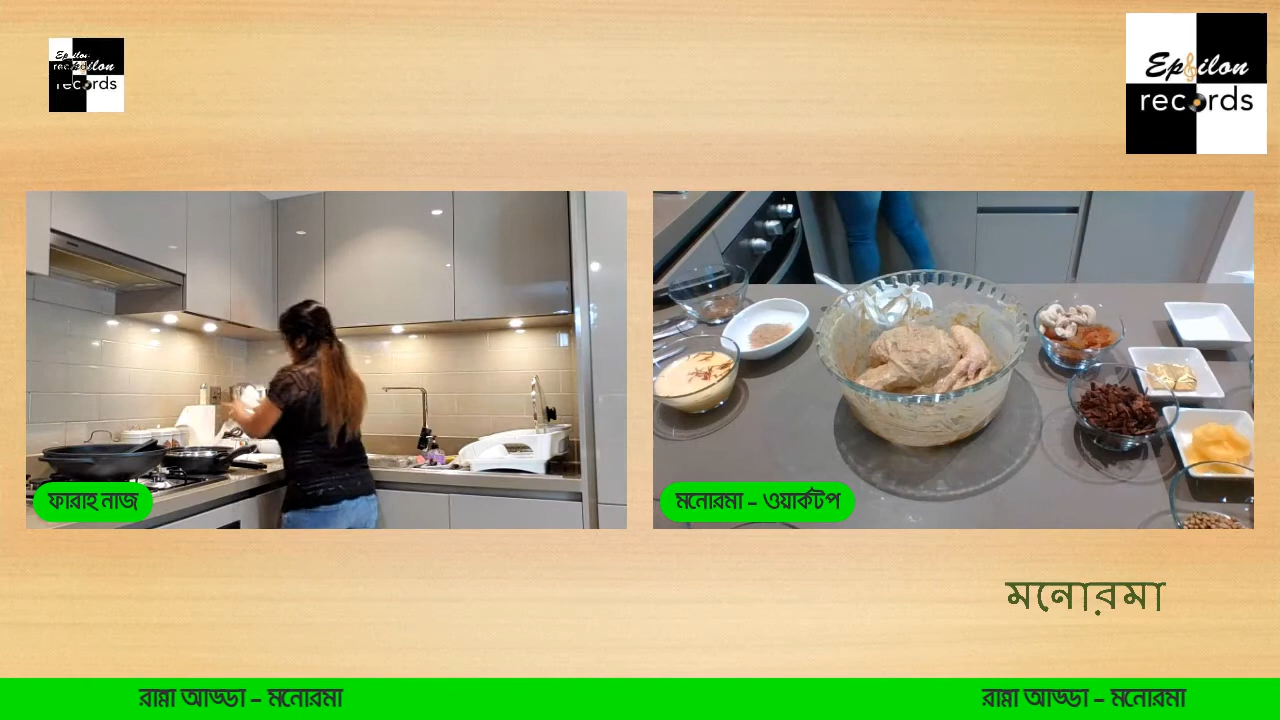 Epsilon
records
Epsilon
records
ফারাহ নাজ
মনোরমা - ওয়ার্কটপ
মনোরমা
রান্না আড্ডা - মনোরমা
রান্না আড্ডা - মনোরমা